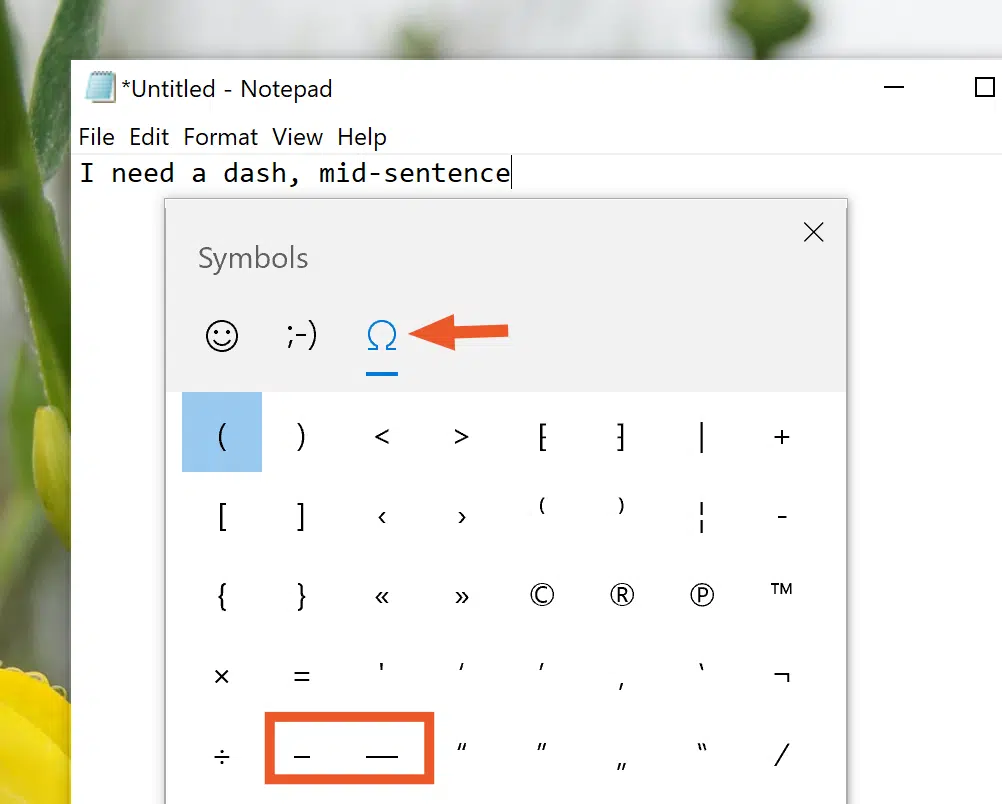 *Untitled - Notepad
File Edit Format View Help
I need a dash, mid-sentence
Symbols
;-) Ω
( ) < > ⁅ ⁆ | +
[ ] ‹ › ⁽ ⁾ ¦ -
{ } « » © ® ℗ ™
× = ' ‘ ’ ‚ ‛ ¬
÷ – — “ ” „ ‟ /